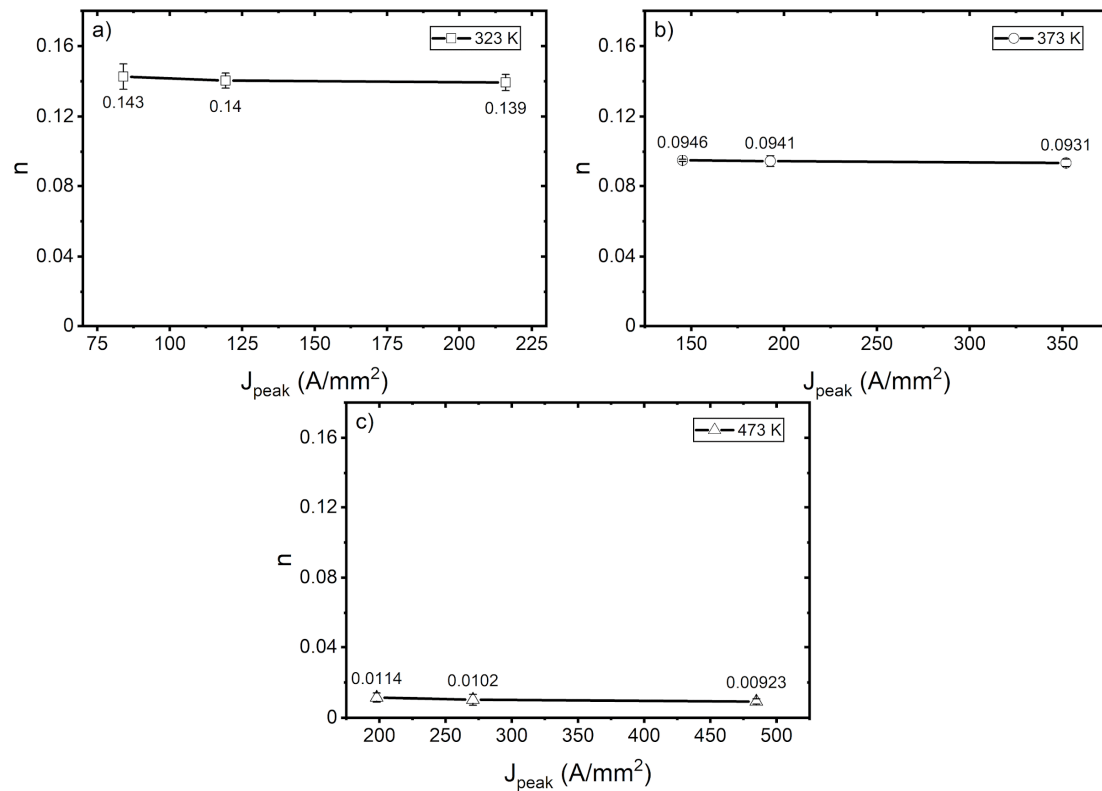 a)
323 K
0.16
0.12
0.08
0.04
0
n
0.143
0.14
0.139
75 100 125 150 175 200 225
J_peak (A/mm²)
b)
373 K
0.16
0.12
0.08
0.04
0
n
0.0946
0.0941
0.0931
150 200 250 300 350
J_peak (A/mm²)
c)
473 K
0.16
0.12
0.08
0.04
0
n
0.0114
0.0102
0.00923
200 250 300 350 400 450 500
J_peak (A/mm²)